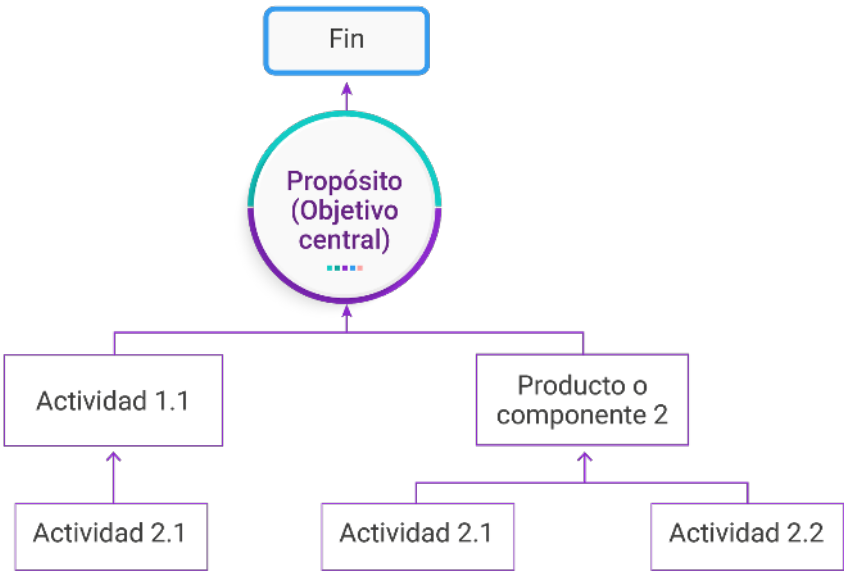 Fin
Propósito
(Objetivo
central)
Actividad 1.1
Producto o
componente 2
Actividad 2.1
Actividad 2.1
Actividad 2.2